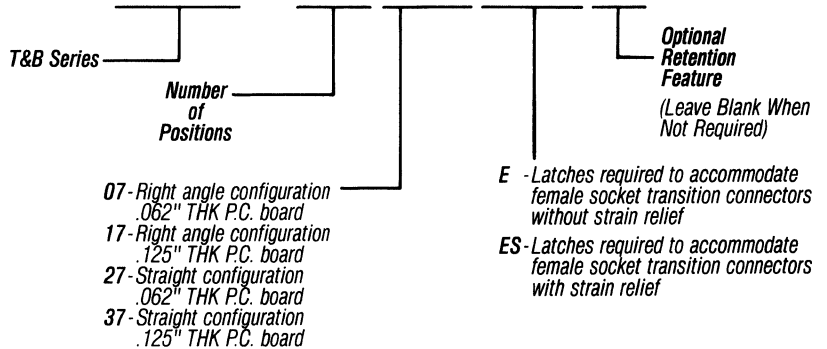 T&B Series
Number
of
Positions
Optional
Retention
Feature
(Leave Blank When
Not Required)
07-Right angle configuration
.062" THK P.C. board
17-Right angle configuration
.125" THK P.C. board
27-Straight configuration
.062" THK P.C. board
37-Straight configuration
.125" THK P.C. board
E -Latches required to accommodate
female socket transition connectors
without strain relief
ES-Latches required to accommodate
female socket transition connectors
with strain relief